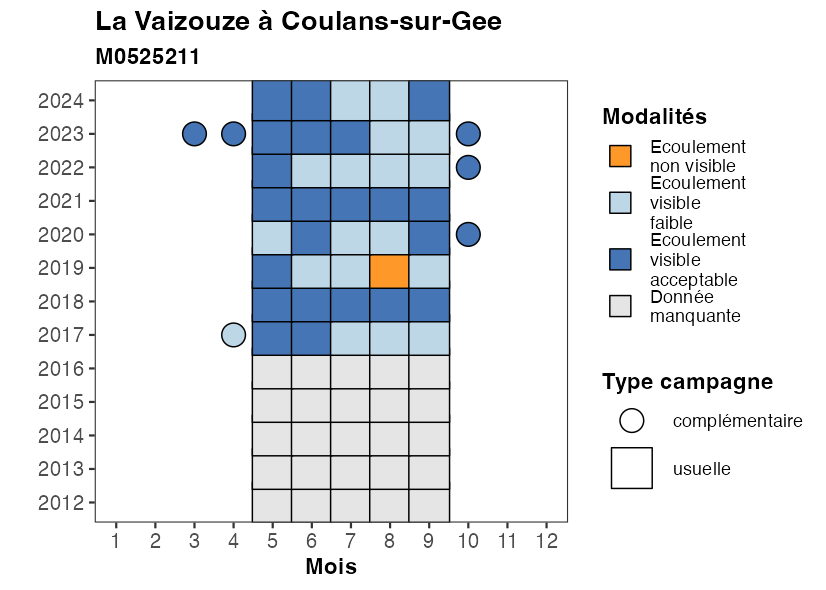 La Vaizouze à Coulans-sur-Gee
M0525211
2024
2023
2022
2021
2020
2019
2018
2017
2016
2015
2014
2013
2012
1 2 3 4 5 6 7 8 9 10 11 12
Mois
Modalités
Ecoulement
non visible
Ecoulement
visible
faible
Ecoulement
visible
acceptable
Donnée
manquante
Type campagne
complémentaire
usuelle